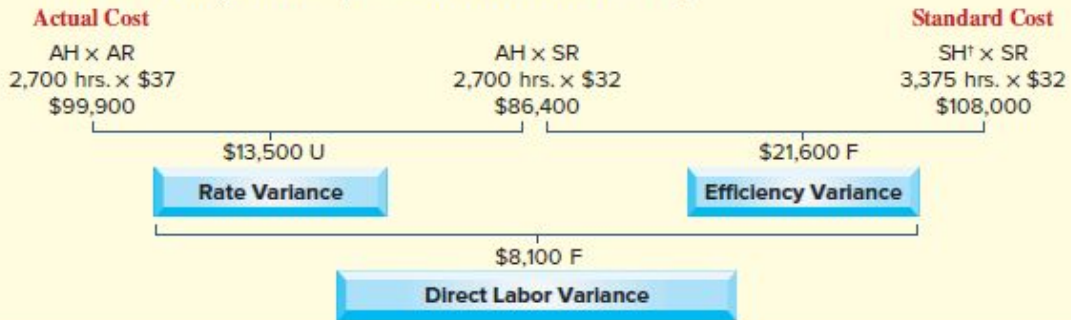 Actual Cost Standard Cost
AH x AR AH x SR SH† x SR
2,700 hrs. x $37 2,700 hrs. x $32 3,375 hrs. x $32
$99,900 $86,400 $108,000
$13,500 U $21,600 F
Rate Variance Efficiency Variance
$8,100 F
Direct Labor Variance